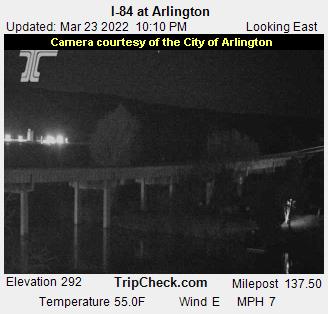 I-84 at Arlington
Updated: Mar 23 2022 10:10 PM Looking East
Camera courtesy of the City of Arlington
Elevation 292 TripCheck.com Milepost 137.50
Temperature 55.0F Wind E MPH 7